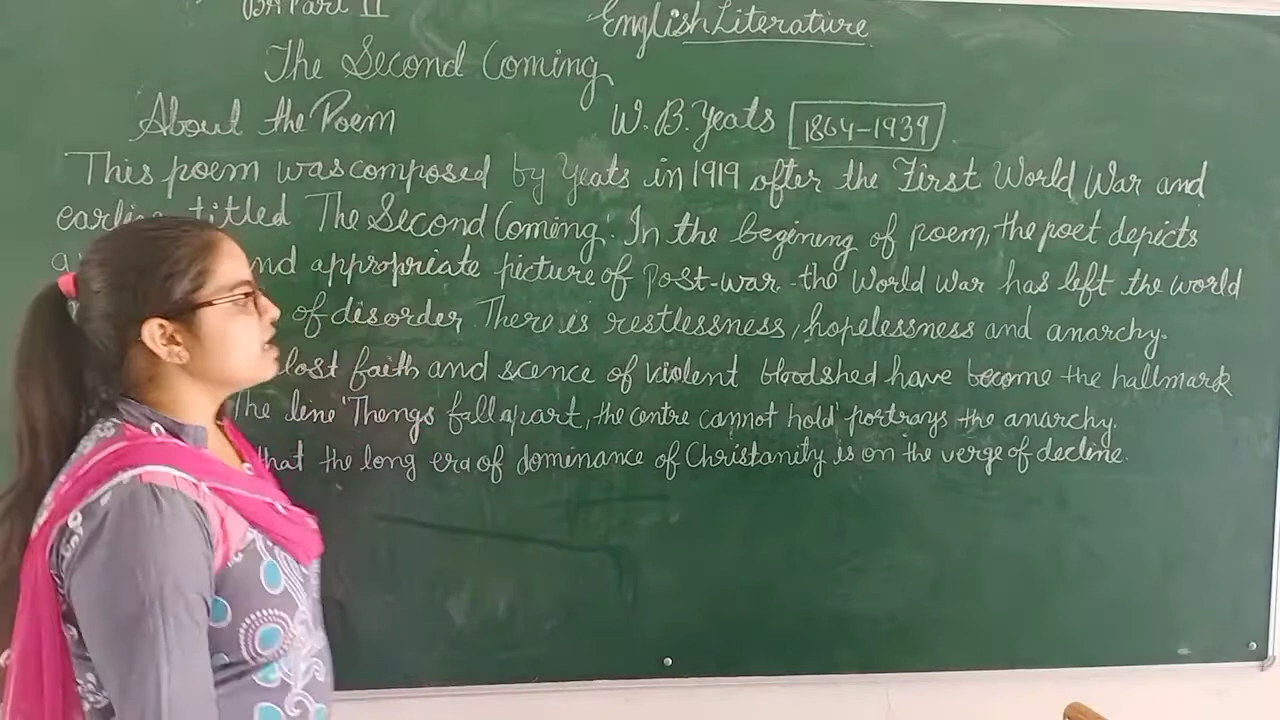 BA Part II English Literature
The Second Coming
About the Poem W. B. Yeats 1864-1939
This poem was composed by Yeats in 1919 after the First World War and
titled The Second Coming'. In the begining of poem, the poet depicts
and appropriate picture of Post-war - the World War has left the world
of disorder. There is restlessness, hopelessness and anarchy.
lost faith and scence of violent bloodshed have become the hallmark
The line 'Thengs fall apart, the centre cannot hold' portrays the anarchy.
that the long era of dominance of Christanity is on the verge of decline.